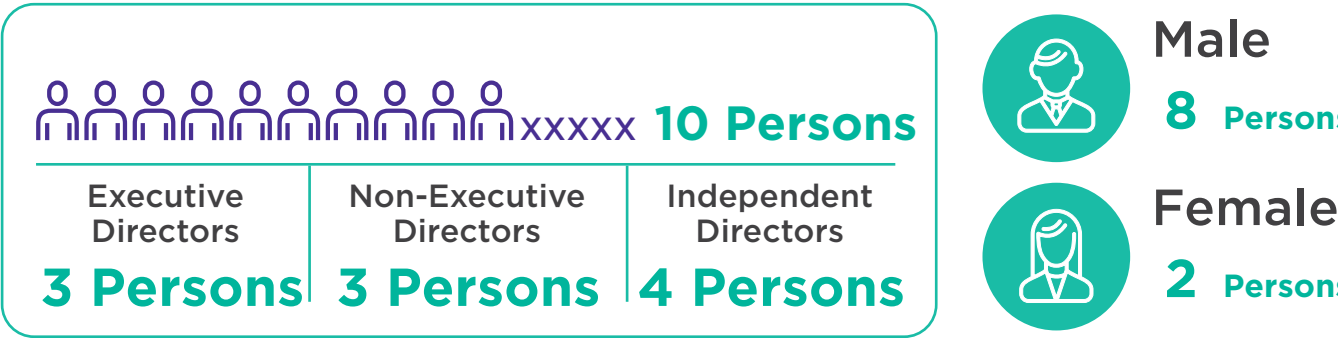 xxxxx 10 Persons
Executive
Directors
3 Persons
Non-Executive
Directors
3 Persons
Independent
Directors
4 Persons
Male
8 Persons
Female
2 Persons